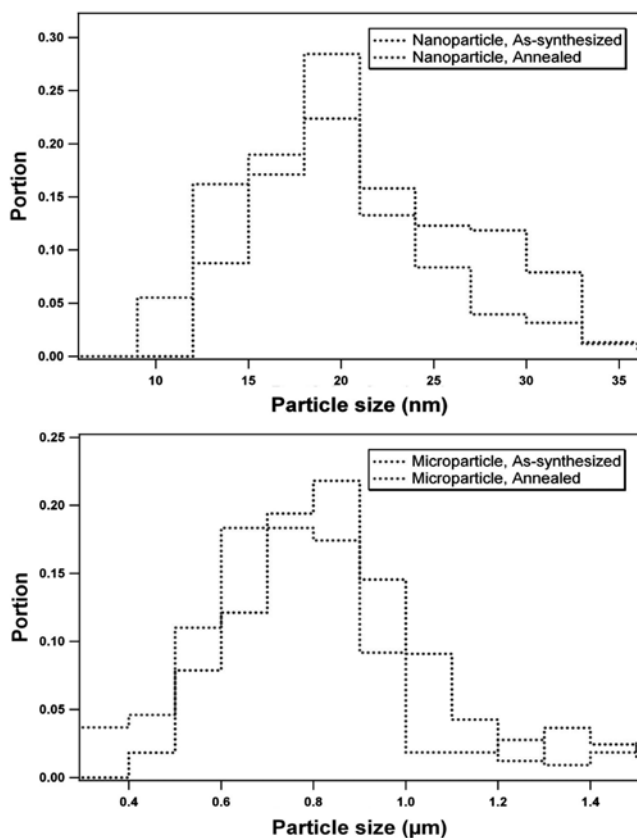 0.30
0.25
0.20
0.15
0.10
0.05
0.00
Portion
Nanoparticle, As-synthesized
Nanoparticle, Annealed
10 15 20 25 30 35
Particle size (nm)
0.25
0.20
0.15
0.10
0.05
0.00
Portion
Microparticle, As-synthesized
Microparticle, Annealed
0.4 0.6 0.8 1.0 1.2 1.4
Particle size (µm)